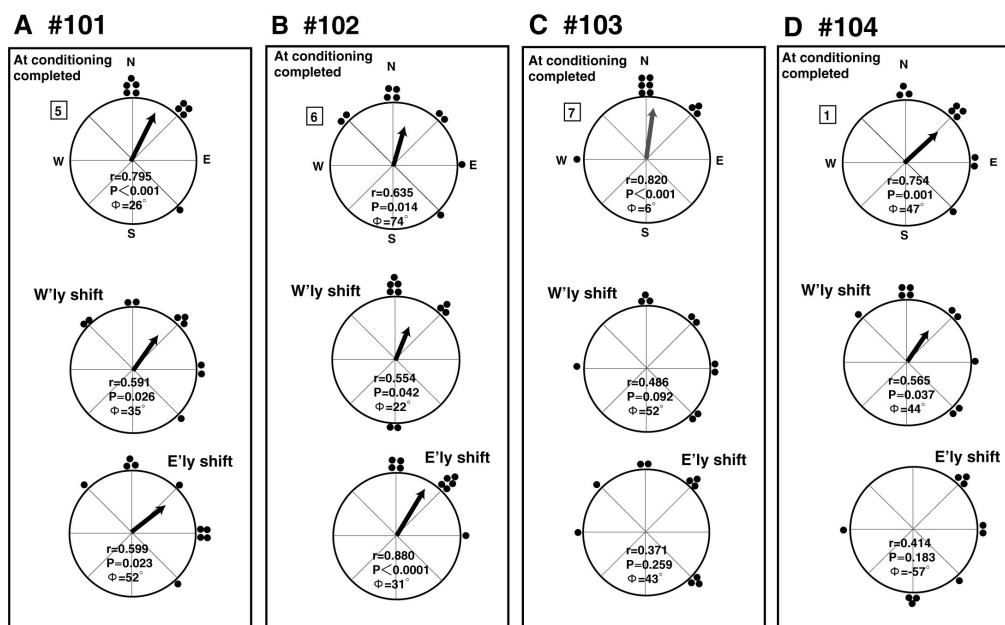 A #101
At conditioning
completed
N
5
W
E
r=0.795
P<0.001
Φ=26°
S
W'ly shift
r=0.591
P=0.026
Φ=35°
E'ly shift
r=0.599
P=0.023
Φ=52°
B #102
At conditioning
completed
N
6
E
r=0.635
P=0.014
Φ=74°
S
W'ly shift
r=0.554
P=0.042
Φ=22°
E'ly shift
r=0.880
P<0.0001
Φ=31°
C #103
At conditioning
completed
N
7
W
E
r=0.820
P<0.001
Φ=6°
W'ly shift
r=0.486
P=0.092
Φ=52°
E'ly shift
r=0.371
P=0.259
Φ=43°
D #104
At conditioning
completed
N
1
W
E
r=0.754
P=0.001
Φ=47°
S
W'ly shift
r=0.565
P=0.037
Φ=44°
E'ly shift
r=0.414
P=0.183
Φ=-57°